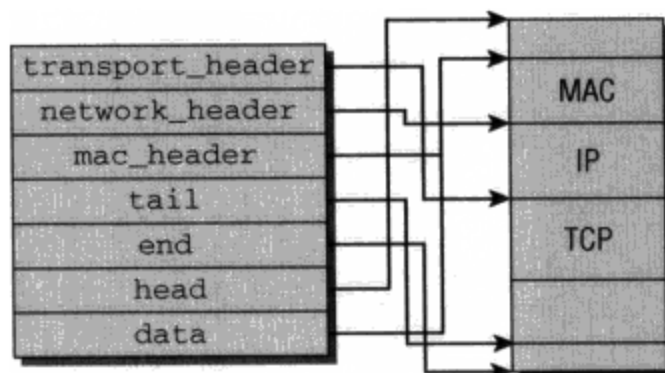 transport_header
network_header
mac_header
tail
end
head
data
MAC
IP
TCP